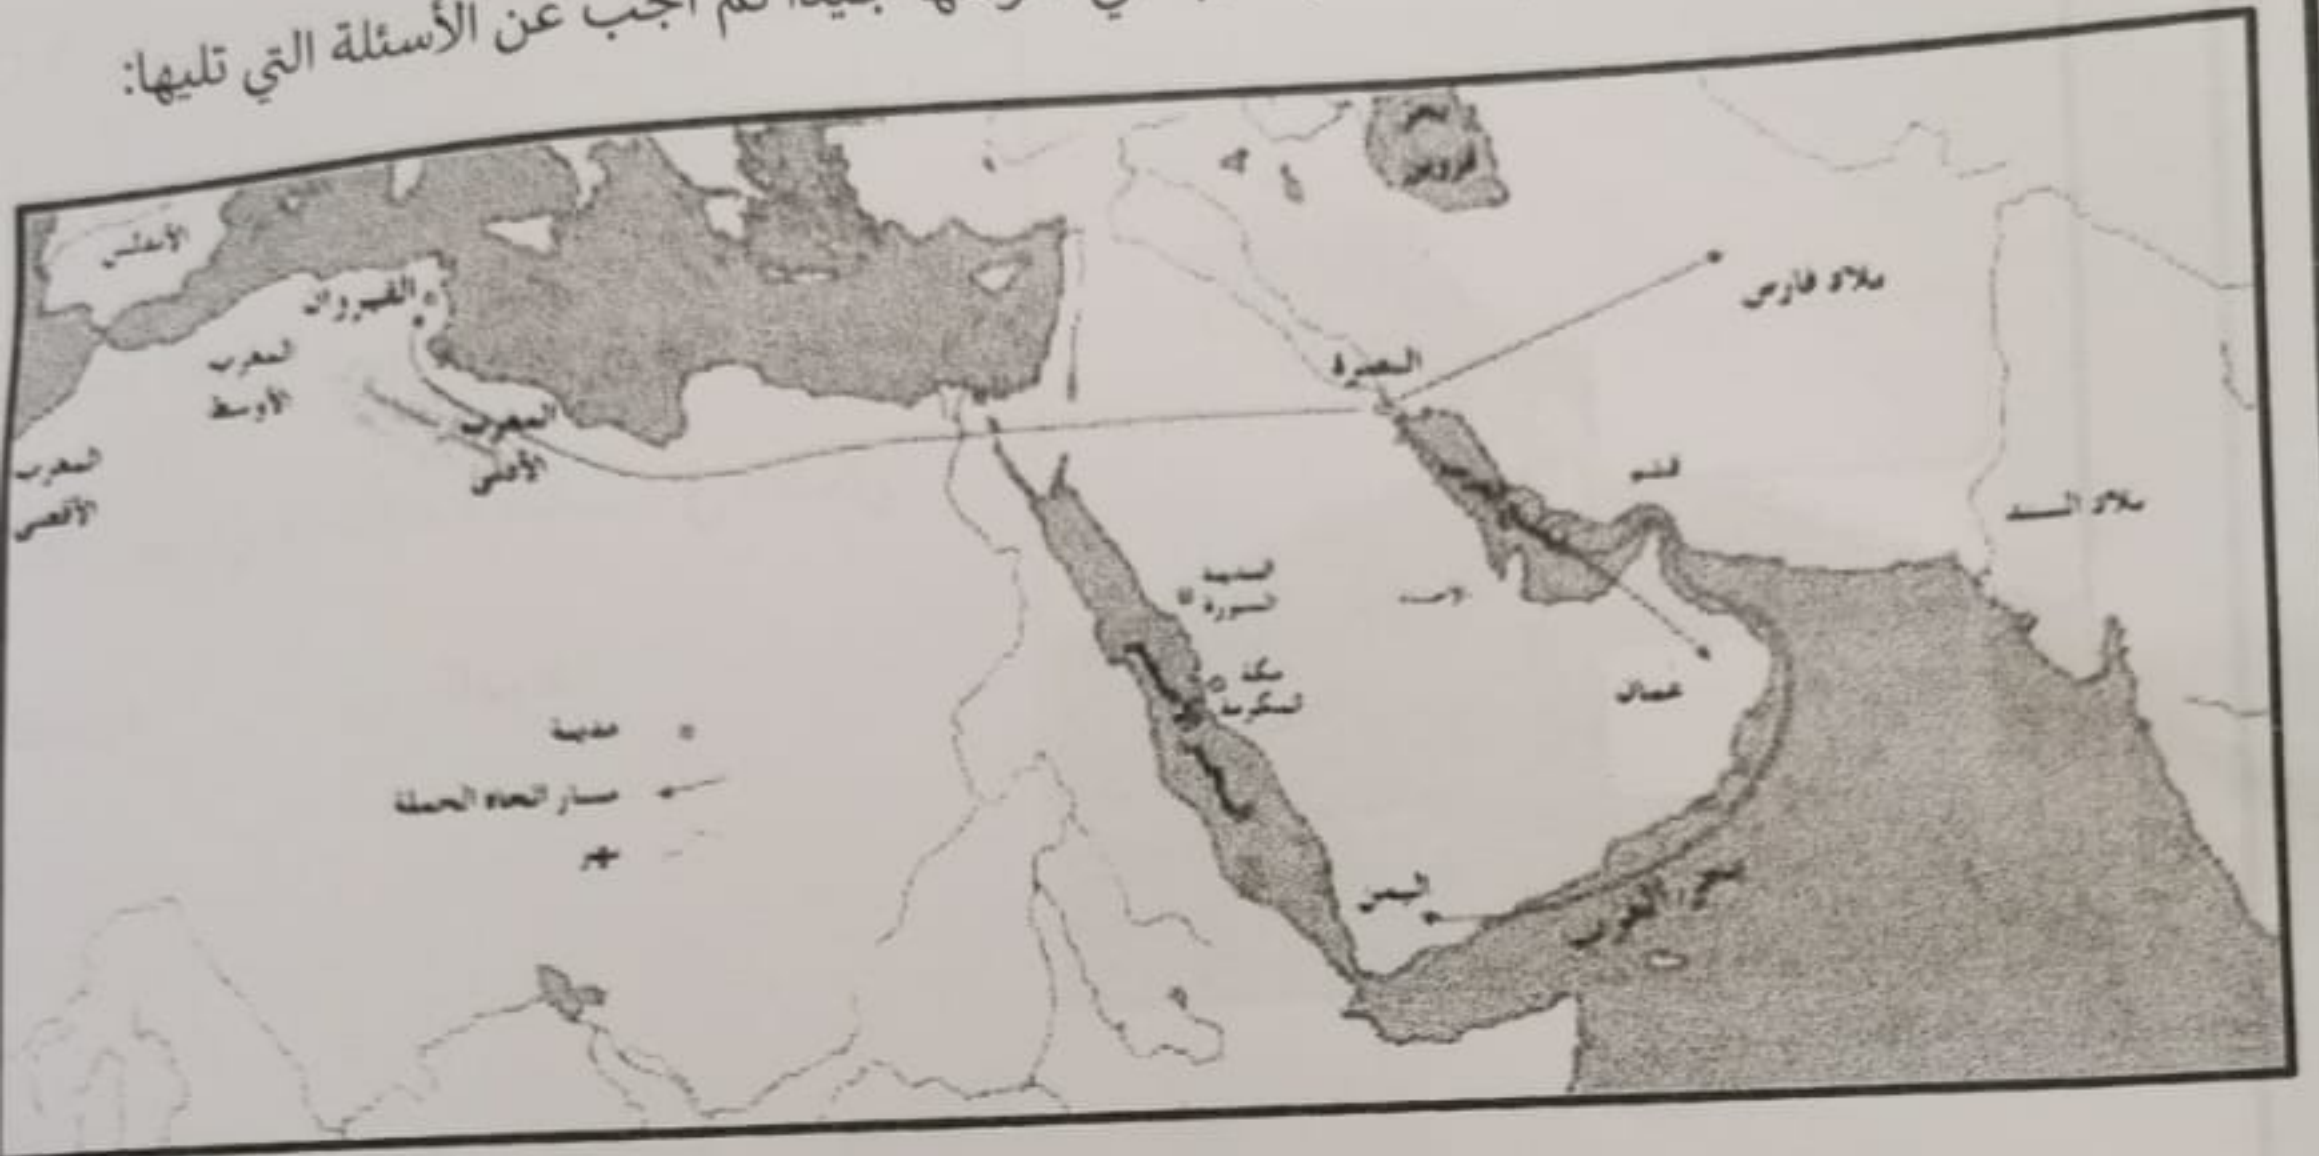 ثم أجب عن الأسئلة التي تليها:
بحر
قزوين
الأندلس
القيروان
بلاد فارس
المغرب
الأوسط
البصرة
المغرب
الأدنى
المغرب
الأقصى
قشم
بلاد السند
المدينة
المنورة
مكة
المكرمة
عمان
مدينة
مسار اتجاه الحملة
نهر
اليمن
بحر العرب